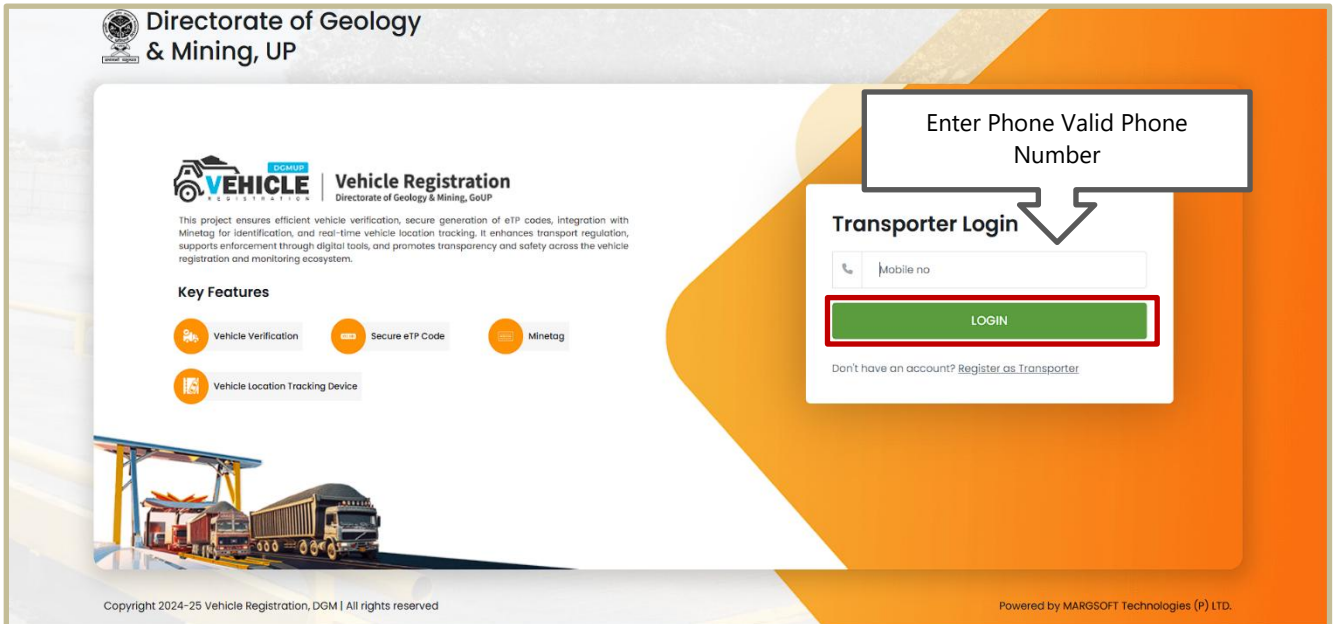 Directorate of Geology
& Mining, UP
Enter Phone Valid Phone
Number
DGMUP
VEHICLE
REGISTRATION
Vehicle Registration
Directorate of Geology & Mining, GoUP
This project ensures efficient vehicle verification, secure generation of eTP codes, integration with
Minetag for identification, and real-time vehicle location tracking. It enhances transport regulation,
supports enforcement through digital tools, and promotes transparency and safety across the vehicle
registration and monitoring ecosystem.
Key Features
Vehicle Verification
Secure eTP Code
Minetag
Vehicle Location Tracking Device
Transporter Login
Mobile no
LOGIN
Don't have an account? Register as Transporter
Copyright 2024-25 Vehicle Registration, DGM | All rights reserved
Powered by MARGSOFT Technologies (P) LTD.